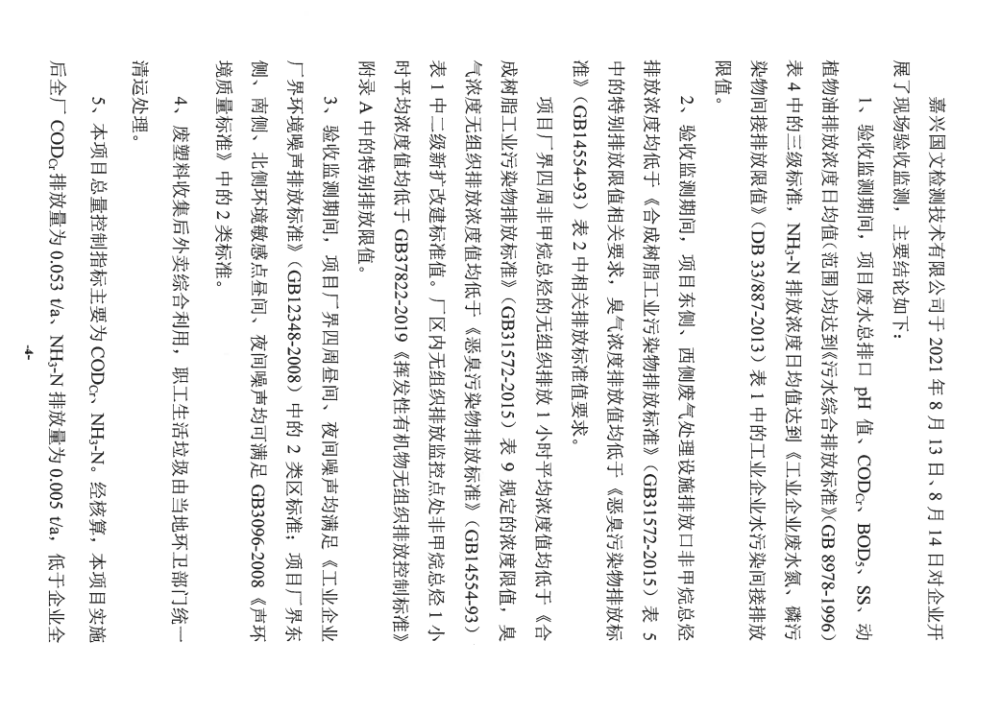 嘉兴国文检测技术有限公司于 2021 年 8 月 13 日、8 月 14 日对企业开
展了现场验收监测，主要结论如下：
1、验收监测期间，项目废水总排口 pH 值、CODCr、BOD5、SS、动
植物油排放浓度日均值（范围）均达到《污水综合排放标准》（GB 8978-1996）
表 4 中的三级标准，NH3-N 排放浓度日均值达到《工业企业废水氮、磷污
染物间接排放限值》（DB 33/887-2013）表 1 中的工业企业水污染间接排放
限值。
2、验收监测期间，项目东侧、西侧废气处理设施排放口非甲烷总烃
排放浓度均低于《合成树脂工业污染物排放标准》（GB31572-2015）表 5
中的特别排放限值相关要求，臭气浓度排放值均低于《恶臭污染物排放标
准》（GB14554-93）表 2 中相关排放标准值要求。
项目厂界四周非甲烷总烃的无组织排放 1 小时平均浓度值均低于《合
成树脂工业污染物排放标准》（GB31572-2015）表 9 规定的浓度限值，臭
气浓度无组织排放浓度值均低于《恶臭污染物排放标准》（GB14554-93）
表 1 中二级新扩改建标准值。厂区内无组织排放监控点处非甲烷总烃 1 小
时平均浓度值均低于 GB37822-2019《挥发性有机物无组织排放控制标准》
附录 A 中的特别排放限值。
3、验收监测期间，项目厂界四周昼间、夜间噪声均满足《工业企业
厂界环境噪声排放标准》（GB12348-2008）中的 2 类区标准；项目厂界东
侧、南侧、北侧环境敏感点昼间、夜间噪声均可满足 GB3096-2008《声环
境质量标准》中的 2 类标准。
4、废塑料收集后外卖综合利用，职工生活垃圾由当地环卫部门统一
清运处理。
5、本项目总量控制指标主要为 CODCr、NH3-N。经核算，本项目实施
后全厂 CODCr 排放量为 0.053 t/a、NH3-N 排放量为 0.005 t/a，低于企业全
-4-